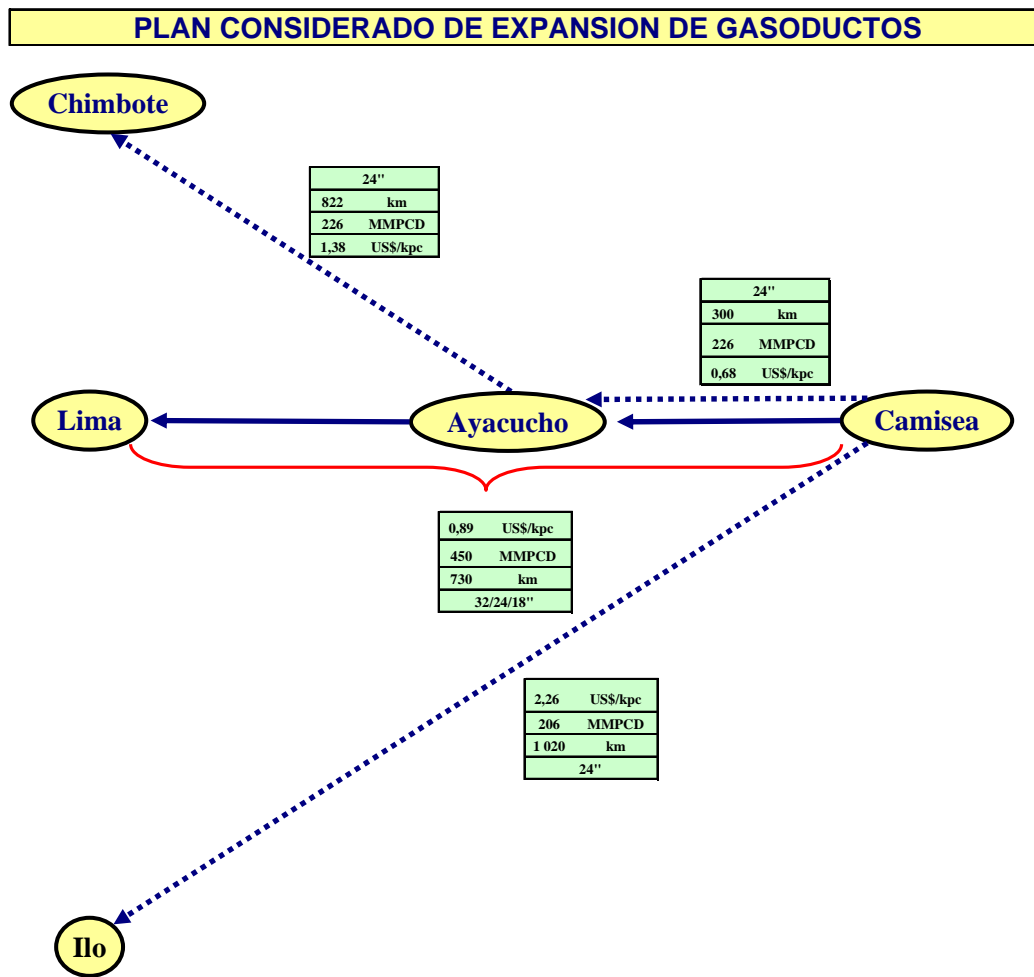 PLAN CONSIDERADO DE EXPANSION DE GASODUCTOS
Chimbote
24"
822 km
226 MMPCD
1,38 US$/kpc
24"
300 km
226 MMPCD
0,68 US$/kpc
Lima
Ayacucho
Camisea
0,89 US$/kpc
450 MMPCD
730 km
32/24/18"
2,26 US$/kpc
206 MMPCD
1 020 km
24"
Ilo